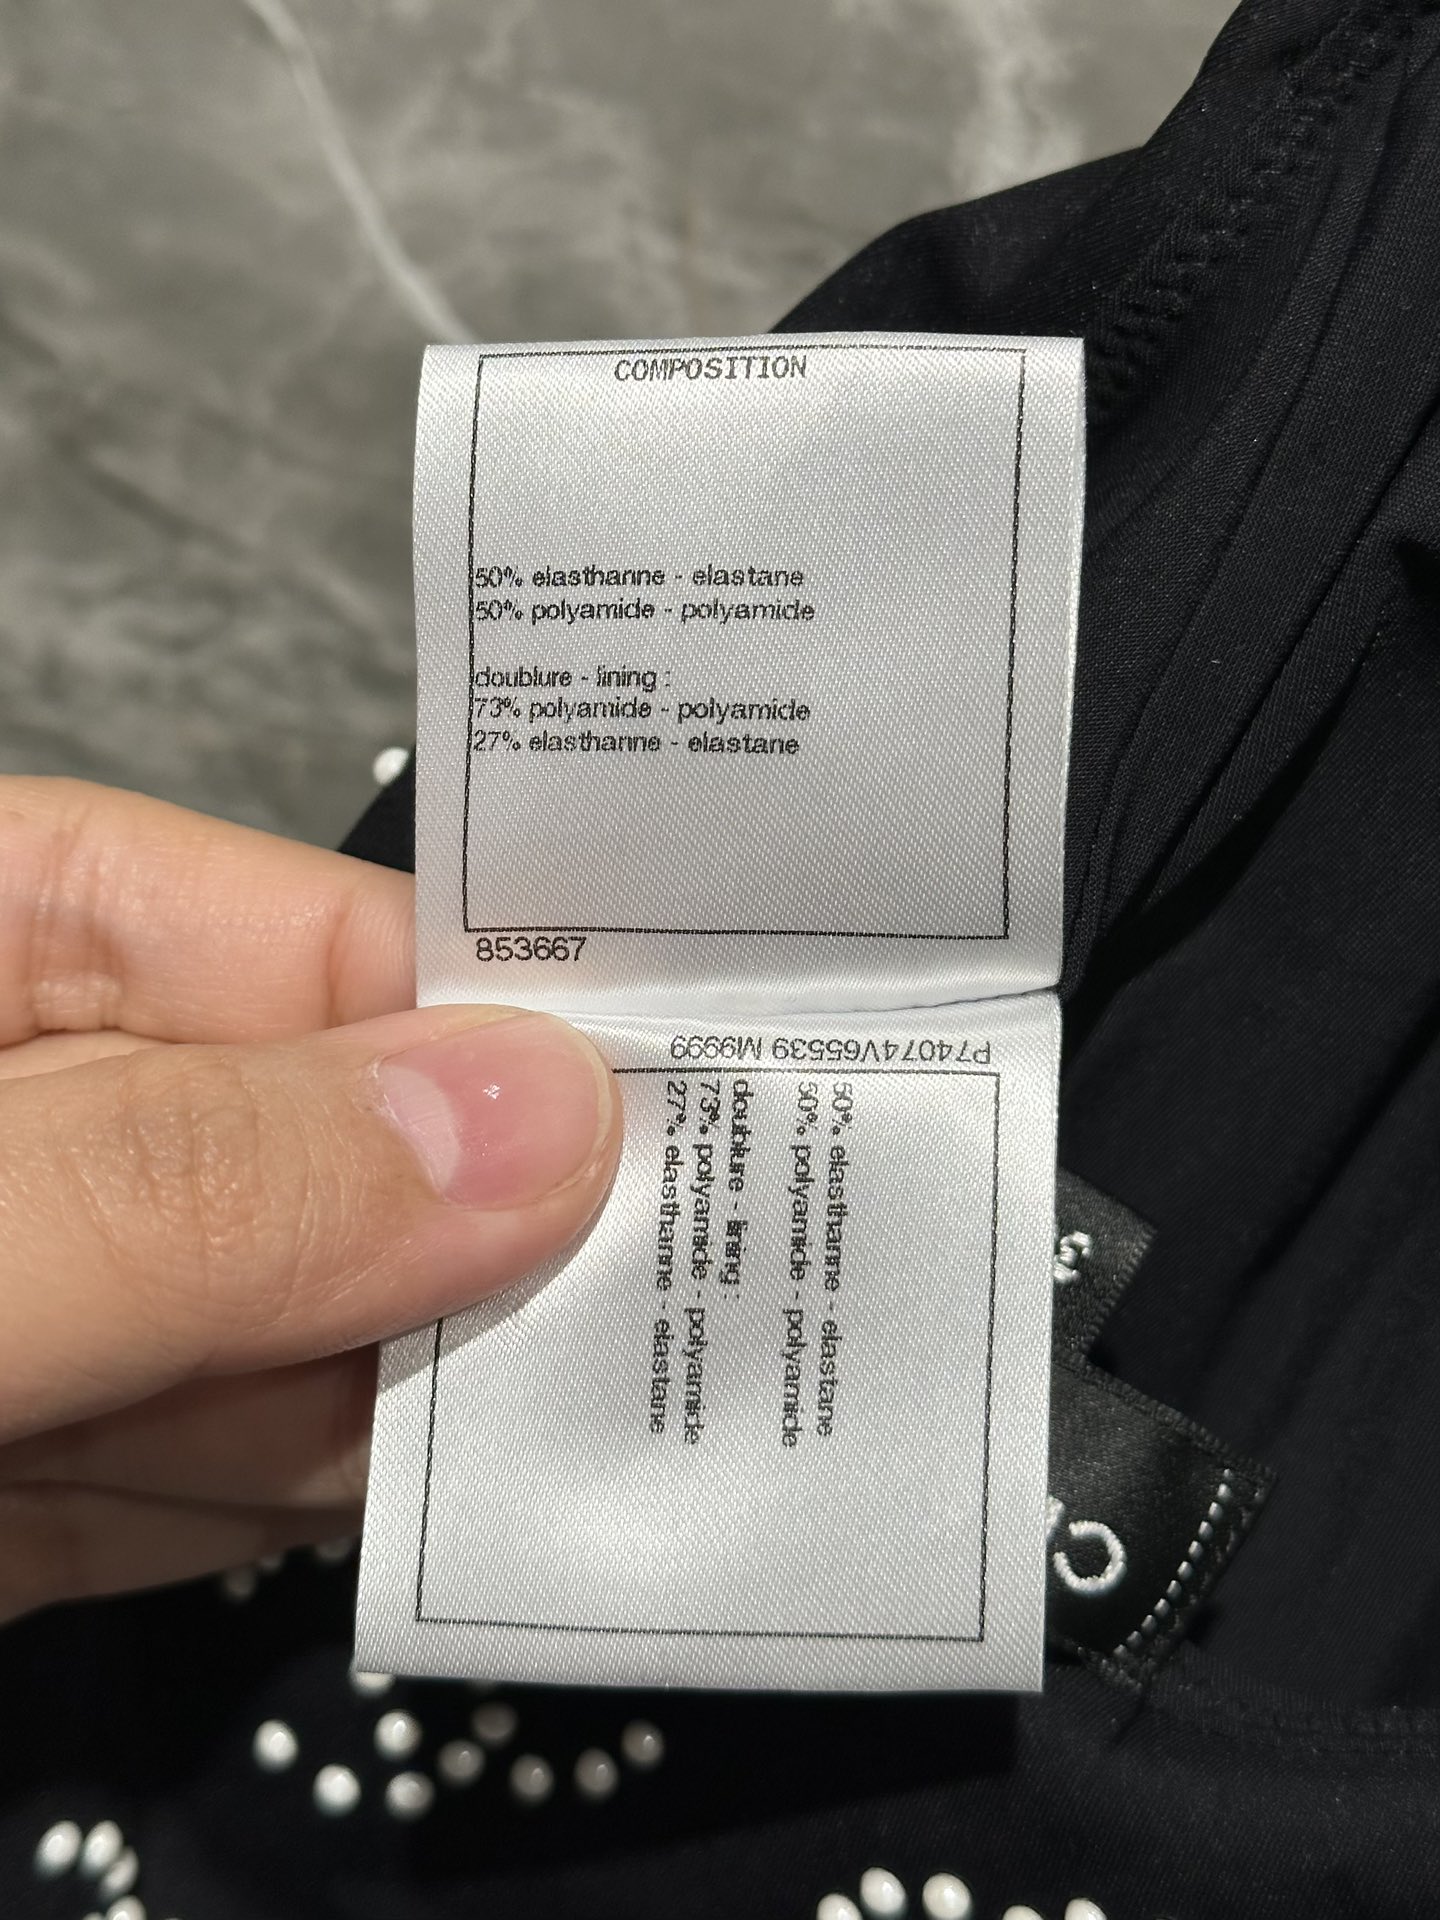 COMPOSITION
50% elasthanne - elastane
50% polyamide - polyamide
doublure - lining :
73% polyamide - polyamide
27% elasthanne - elastane
853667
P74074V65539 M9999
50% elasthanne - elastane
50% polyamide - polyamide
doublure - lining :
73% polyamide - polyamide
27% elasthanne - elastane